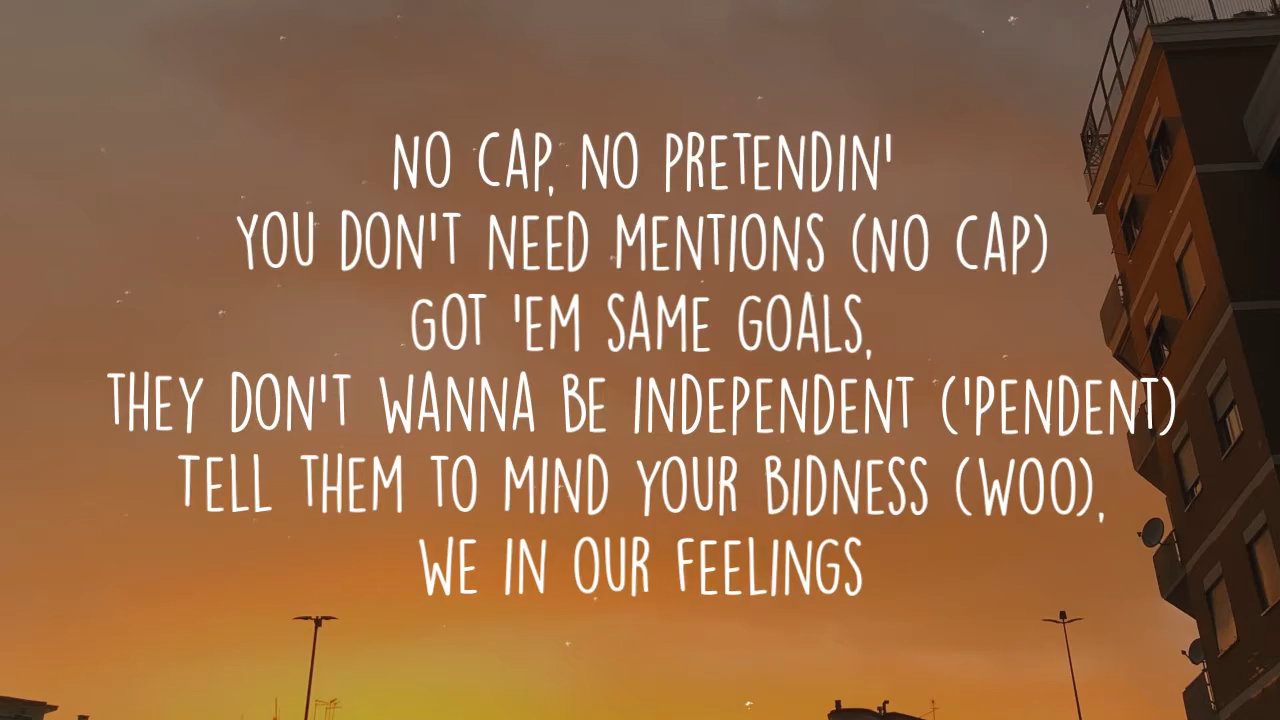 NO CAP, NO PRETENDIN'
YOU DON'T NEED MENTIONS (NO CAP)
GOT 'EM SAME GOALS,
THEY DON'T WANNA BE INDEPENDENT ('PENDENT)
TELL THEM TO MIND YOUR BIDNESS (WOO),
WE IN OUR FEELINGS